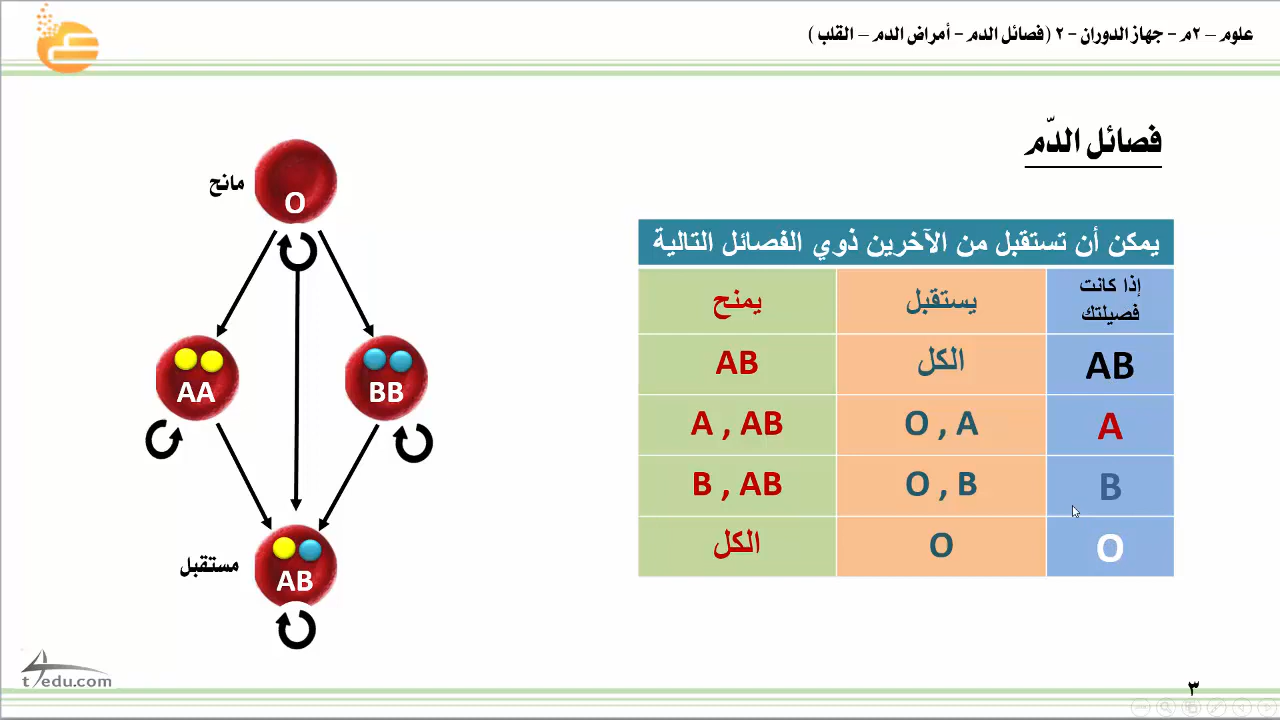 علوم – ٢م – جهاز الدوران – ٢ (فصائل الدم – أمراض الدم – القلب )
فصائل الدّم
يمكن أن تستقبل من الآخرين ذوي الفصائل التالية
إذا كانت
فصيلتك
يستقبل
يمنح
AB
الكل
AB
A
O , A
A , AB
B
O , B
B , AB
O
O
الكل
مانح
O
BB
AA
مستقبل
AB
t4edu.com
٣